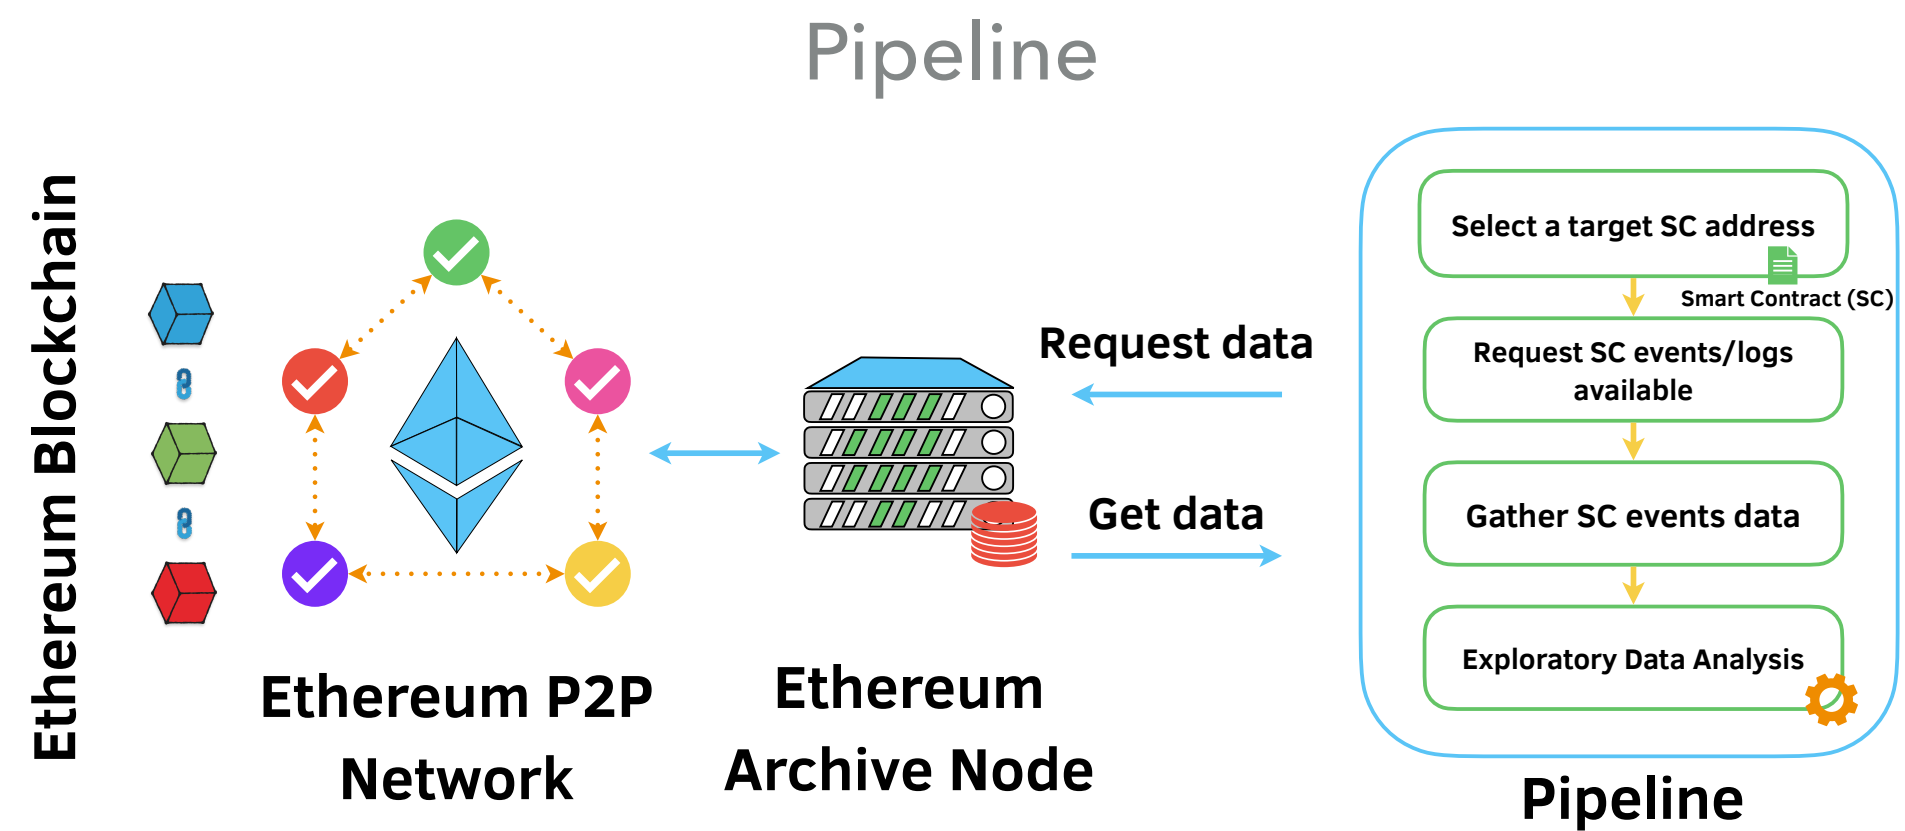 Pipeline
Ethereum Blockchain
Ethereum P2P
Network
Ethereum
Archive Node
Request data
Get data
Select a target SC address
Smart Contract (SC)
Request SC events/logs
available
Gather SC events data
Exploratory Data Analysis
Pipeline